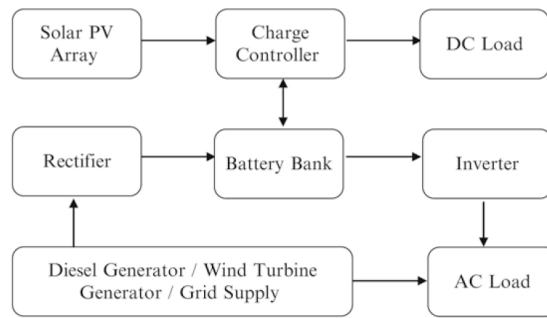 Solar PV
Array
Charge
Controller
DC Load
Rectifier
Battery Bank
Inverter
Diesel Generator / Wind Turbine
Generator / Grid Supply
AC Load